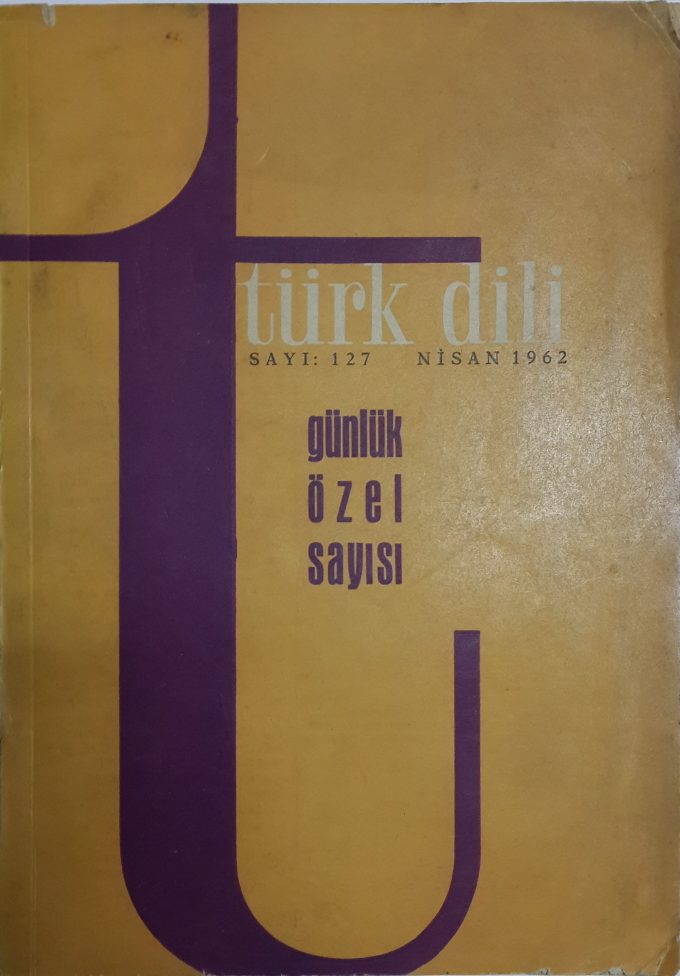 türk dili
SAYI: 127 NİSAN 1962
günlük
özel
sayısı